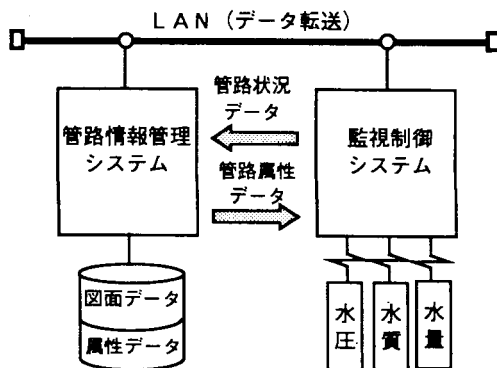 LAN(データ転送)
管路状況
データ
管路情報管理
システム
監視制御
システム
管路属性
データ
図面データ
属性データ
水圧
水質
水量